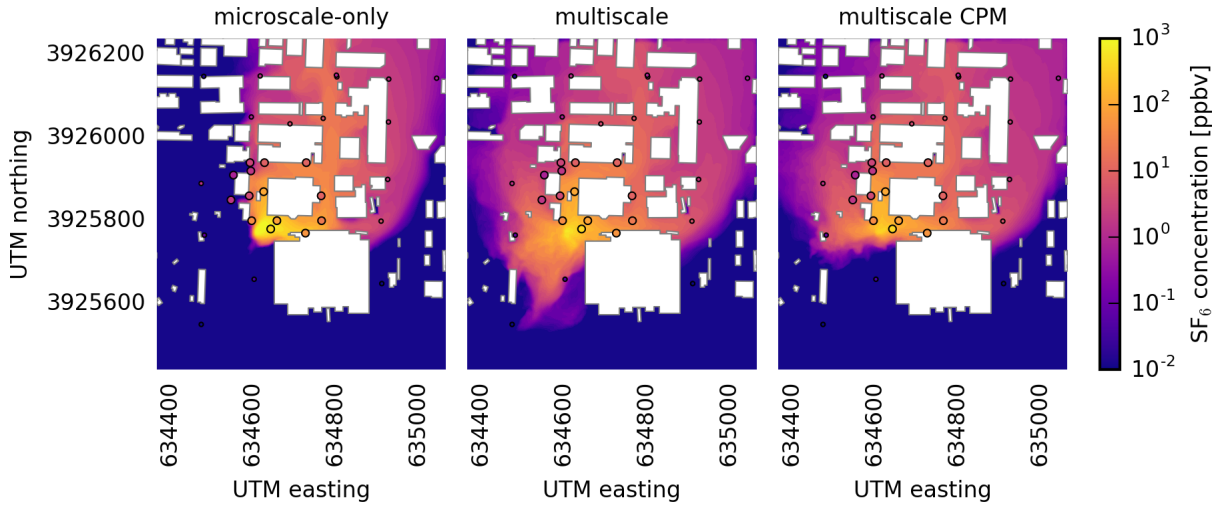 microscale-only
multiscale
multiscale CPM
3926200
3926000
3925800
3925600
UTM northing
634400
634600
634800
635000
UTM easting
634400
634600
634800
635000
UTM easting
634400
634600
634800
635000
UTM easting
10³
10²
10¹
10⁰
10⁻¹
10⁻²
SF₆ concentration [ppbv]